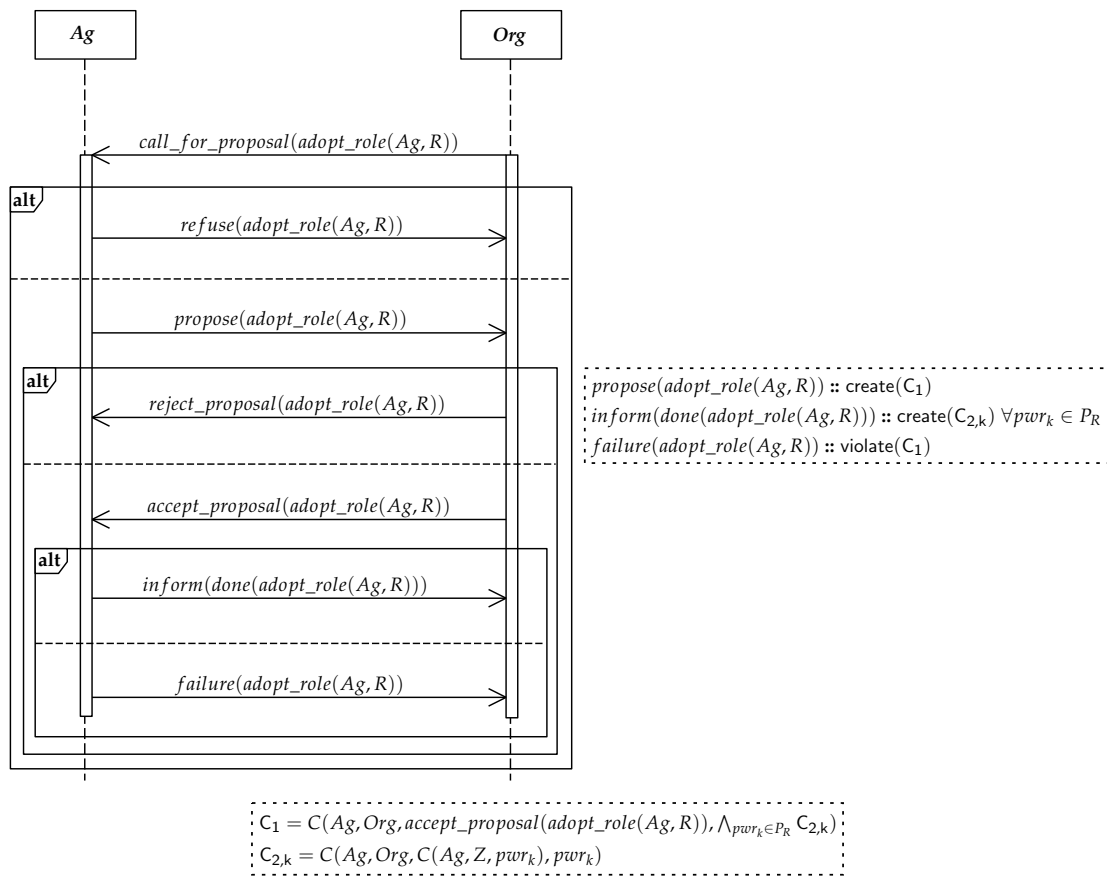 Ag Org
call_for_proposal(adopt_role(Ag, R))
alt
refuse(adopt_role(Ag, R))
propose(adopt_role(Ag, R))
alt
reject_proposal(adopt_role(Ag, R))
accept_proposal(adopt_role(Ag, R))
alt
inform(done(adopt_role(Ag, R)))
failure(adopt_role(Ag, R))
propose(adopt_role(Ag, R)) :: create(C₁)
inform(done(adopt_role(Ag, R))) :: create(C₂,ₖ) ∀pwrₖ ∈ P_R
failure(adopt_role(Ag, R)) :: violate(C₁)
C₁ = C(Ag, Org, accept_proposal(adopt_role(Ag, R)), ⋀_{pwrₖ∈P_R} C₂,ₖ)
C₂,ₖ = C(Ag, Org, C(Ag, Z, pwrₖ), pwrₖ)